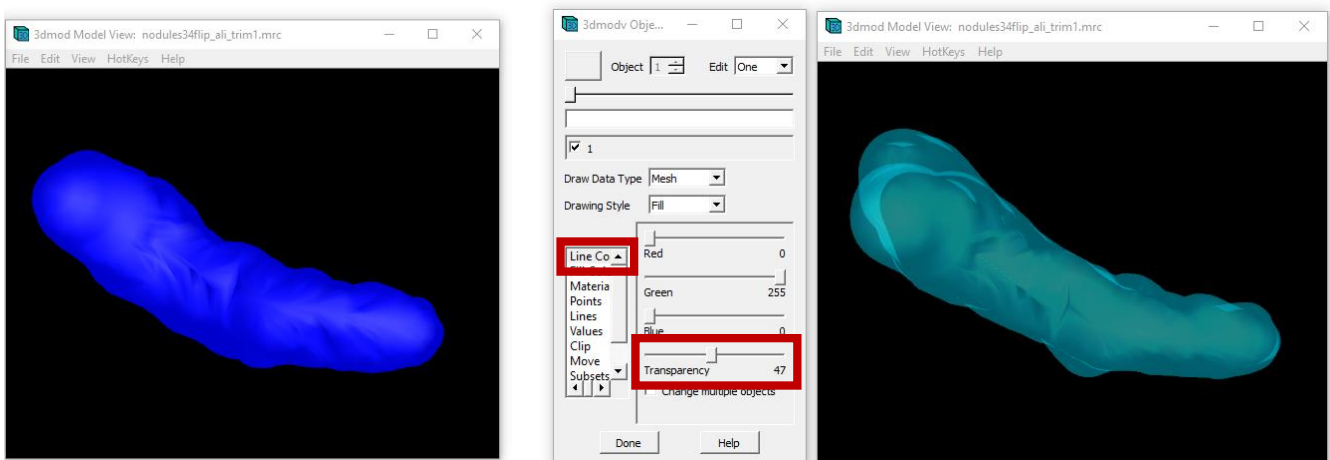 3dmod Model View: nodules34flip_ali_trim1.mrc
File Edit View HotKeys Help
3dmodv Obje...
Object 1 Edit One
1
Draw Data Type Mesh
Drawing Style Fill
Line Co
Materia
Points
Lines
Values
Clip
Move
Subsets
Red 0
Green 255
Blue 0
Transparency 47
Change multiple objects
Done Help
3dmod Model View: nodules34flip_ali_trim1.mrc
File Edit View HotKeys Help